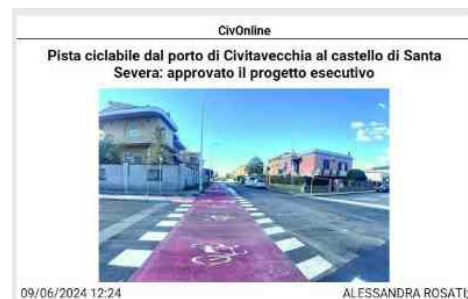 CivOnline
Pista ciclabile dal porto di Civitavecchia al castello di Santa
Severa: approvato il progetto esecutivo
09/06/2024 12:24
ALESSANDRA ROSATI;